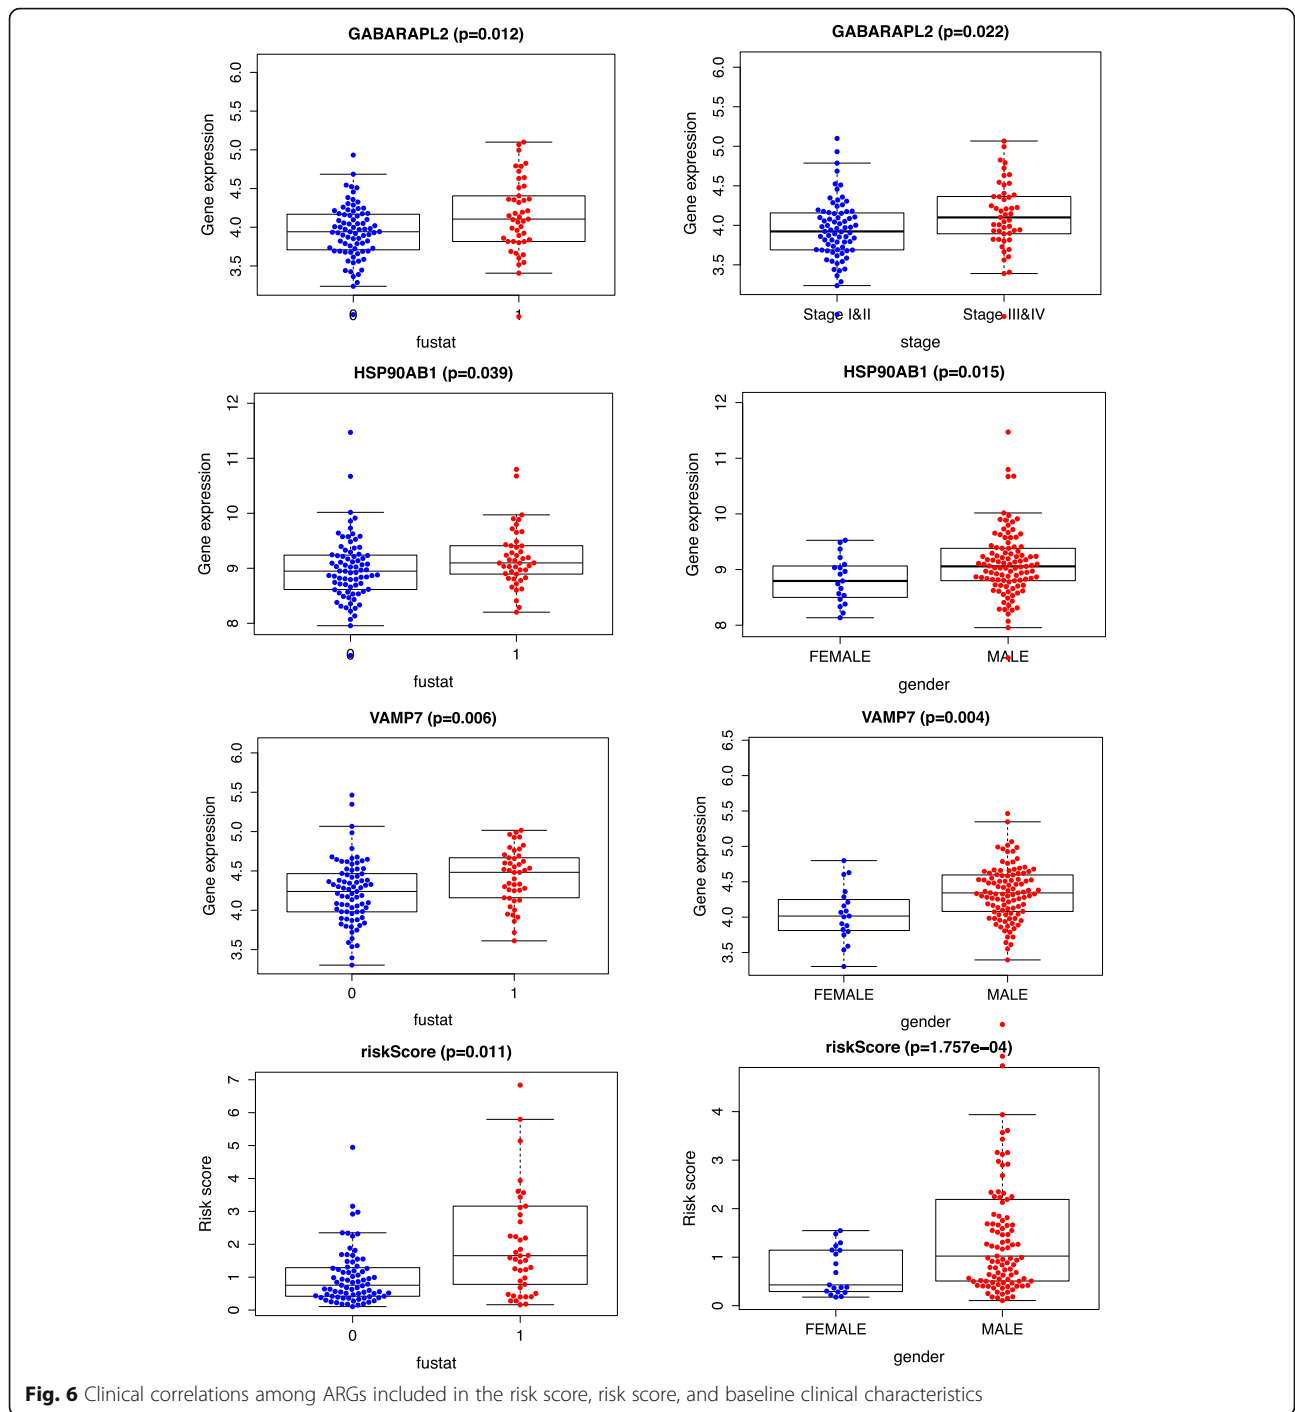 GABARAPL2 (p=0.012)
Gene expression
6.0
5.5
5.0
4.5
4.0
3.5
0
1
fustat
GABARAPL2 (p=0.022)
Gene expression
6.0
5.5
5.0
4.5
4.0
3.5
Stage I&II
Stage III&IV
stage
HSP90AB1 (p=0.039)
Gene expression
12
11
10
9
8
0
1
fustat
HSP90AB1 (p=0.015)
Gene expression
12
11
10
9
8
FEMALE
MALE
gender
VAMP7 (p=0.006)
Gene expression
6.0
5.5
5.0
4.5
4.0
3.5
0
1
fustat
VAMP7 (p=0.004)
Gene expression
6.5
6.0
5.5
5.0
4.5
4.0
3.5
FEMALE
MALE
gender
riskScore (p=0.011)
Risk score
7
6
5
4
3
2
1
0
0
1
fustat
riskScore (p=1.757e−04)
Risk score
4
3
2
1
0
FEMALE
MALE
gender
Fig. 6 Clinical correlations among ARGs included in the risk score, risk score, and baseline clinical characteristics